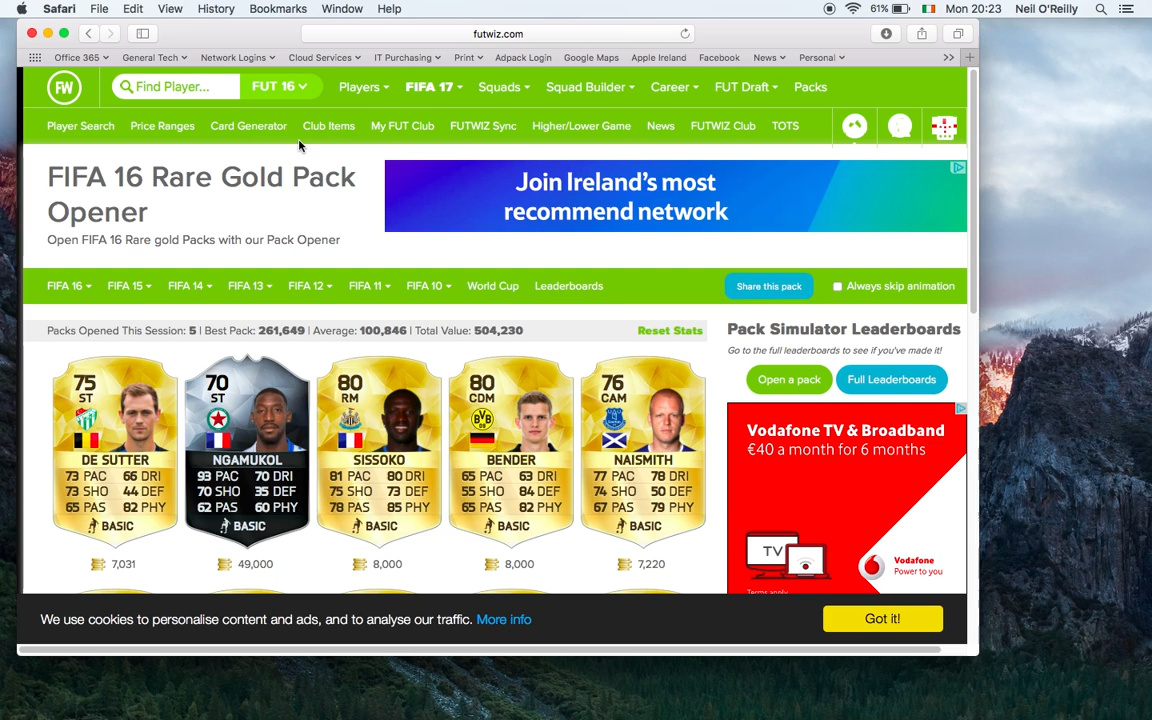 Safari File Edit View History Bookmarks Window Help 61% Mon 20:23 Neil O'Reilly
futwiz.com
Office 365 General Tech Network Logins Cloud Services IT Purchasing Print Adpack Login Google Maps Apple Ireland Facebook News Personal
FW Find Player... FUT 16 Players FIFA 17 Squads Squad Builder Career FUT Draft Packs
Player Search Price Ranges Card Generator Club Items My FUT Club FUTWIZ Sync Higher/Lower Game News FUTWIZ Club TOTS
FIFA 16 Rare Gold Pack
Opener
Open FIFA 16 Rare gold Packs with our Pack Opener
Join Ireland's most
recommend network
FIFA 16 FIFA 15 FIFA 14 FIFA 13 FIFA 12 FIFA 11 FIFA 10 World Cup Leaderboards Share this pack Always skip animation
Packs Opened This Session: 5 | Best Pack: 261,649 | Average: 100,846 | Total Value: 504,230 Reset Stats
Pack Simulator Leaderboards
Go to the full leaderboards to see if you've made it!
Open a pack Full Leaderboards
75
ST
DE SUTTER
73 PAC 66 DRI
73 SHO 44 DEF
65 PAS 82 PHY
BASIC
7,031
70
ST
NGAMUKOL
93 PAC 70 DRI
70 SHO 35 DEF
62 PAS 60 PHY
BASIC
49,000
80
RM
SISSOKO
81 PAC 80 DRI
75 SHO 73 DEF
78 PAS 85 PHY
BASIC
8,000
80
CDM
BVB
09
BENDER
65 PAC 63 DRI
55 SHO 84 DEF
65 PAS 82 PHY
BASIC
8,000
76
CAM
NAISMITH
77 PAC 78 DRI
74 SHO 50 DEF
67 PAS 79 PHY
BASIC
7,220
Vodafone TV & Broadband
€40 a month for 6 months
TV
Vodafone
Power to you
Terms apply
We use cookies to personalise content and ads, and to analyse our traffic. More info Got it!